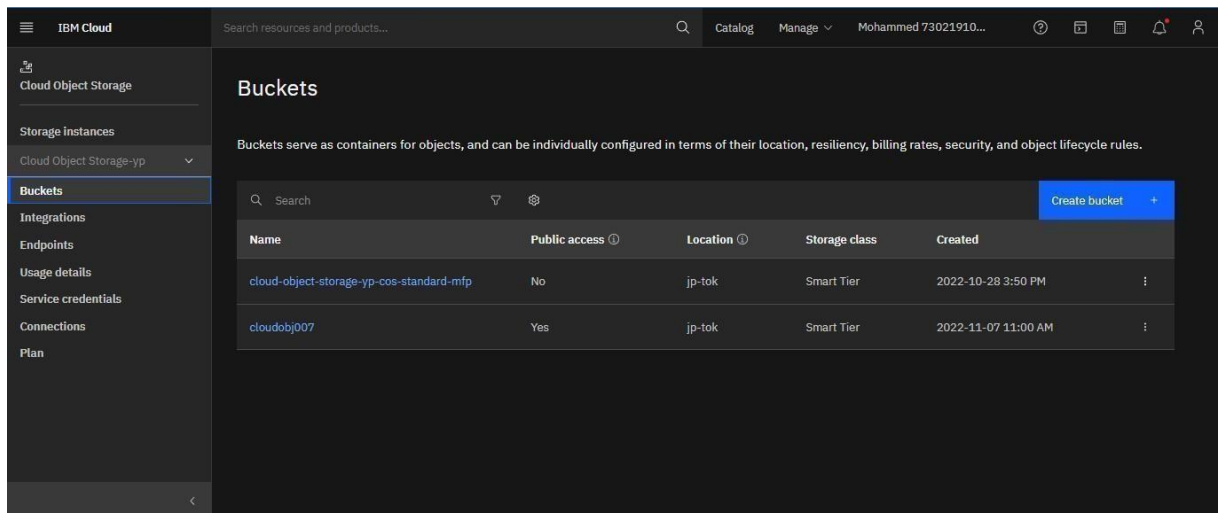 IBM Cloud
Search resources and products...
Catalog
Manage
Mohammed 73021910...
Cloud Object Storage
Storage instances
Cloud Object Storage-yp
Buckets
Integrations
Endpoints
Usage details
Service credentials
Connections
Plan
Buckets
Buckets serve as containers for objects, and can be individually configured in terms of their location, resiliency, billing rates, security, and object lifecycle rules.
Search
Create bucket +
Name Public access Location Storage class Created
cloud-object-storage-yp-cos-standard-mfp No jp-tok Smart Tier 2022-10-28 3:50 PM
cloudobj007 Yes jp-tok Smart Tier 2022-11-07 11:00 AM